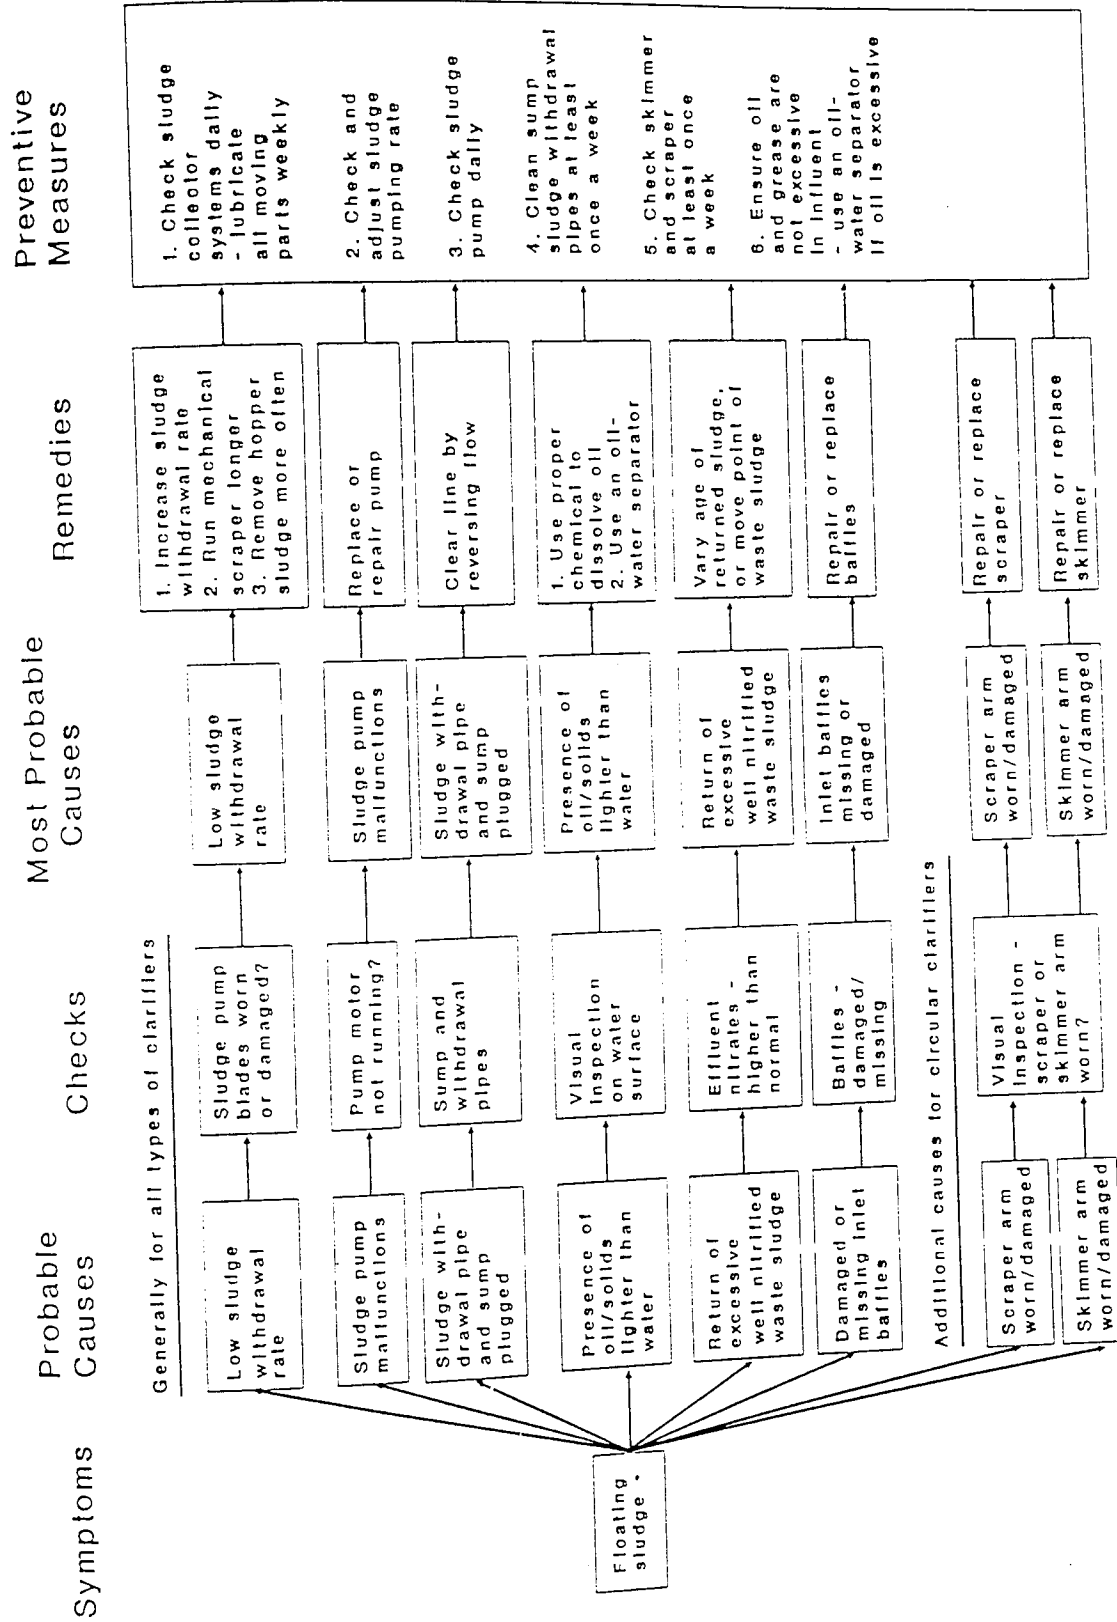 Symptoms
Probable
Causes
Checks
Most Probable
Causes
Remedies
Preventive
Measures
Generally for all types of clarifiers
Floating
sludge
Low sludge
withdrawal
rate
Sludge pump
blades worn
or damaged?
Low sludge
withdrawal
rate
1. Increase sludge
withdrawal rate
2. Run mechanical
scraper longer
3. Remove hopper
sludge more often
Sludge pump
malfunctions
Pump motor
not running?
Sludge pump
malfunctions
Replace or
repair pump
Sludge with-
drawal pipe
and sump
plugged
Sump and
withdrawal
pipes
Sludge with-
drawal pipe
and sump
plugged
Clear line by
reversing flow
Presence of
oil/solids
lighter than
water
Visual
Inspection
on water
surface
Presence of
oil/solids
lighter than
water
1. Use proper
chemical to
dissolve oil
2. Use an oil-
water separator
Return of
excessive
well nitrified
waste sludge
Effluent
nitrates -
higher than
normal
Return of
excessive
well nitrified
waste sludge
Vary age of
returned sludge,
or move point of
waste sludge
Damaged or
missing inlet
baffles
Baffles -
damaged/
missing
Inlet baffles
missing or
damaged
Repair or replace
baffles
Additional causes for circular clarifiers
Scraper arm
worn/damaged
Skimmer arm
worn/damaged
Visual
Inspection -
scraper or
skimmer arm
worn?
Scraper arm
worn/damaged
Skimmer arm
worn/damaged
Repair or replace
scraper
Repair or replace
skimmer
1. Check sludge
collector
systems daily
- lubricate
all moving
parts weekly
2. Check and
adjust sludge
pumping rate
3. Check sludge
pump daily
4. Clean sump
sludge withdrawal
pipes at least
once a week
5. Check skimmer
and scraper
at least once
a week
6. Ensure oil
and grease are
not excessive
in influent
- use an oil-
water separator
if oil is excessive